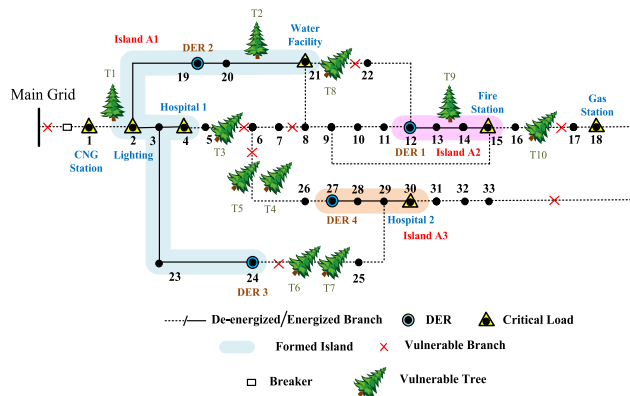 T2
Water
Facility
Island A1
DER 2
T1
19
20
21
22
T8
T9
Main Grid
Hospital 1
Fire
Station
Gas
Station
1
2
3
4
5
6
7
8
9
10
11
12
13
14
15
16
17
18
CNG
Station
Lighting
T3
DER 1
Island A2
T10
T5
T4
26
27
28
29
30
31
32
33
DER 4
Hospital 2
Island A3
23
24
25
T6
T7
DER 3
De-energized/Energized Branch
DER
Critical Load
Formed Island
Vulnerable Branch
Breaker
Vulnerable Tree